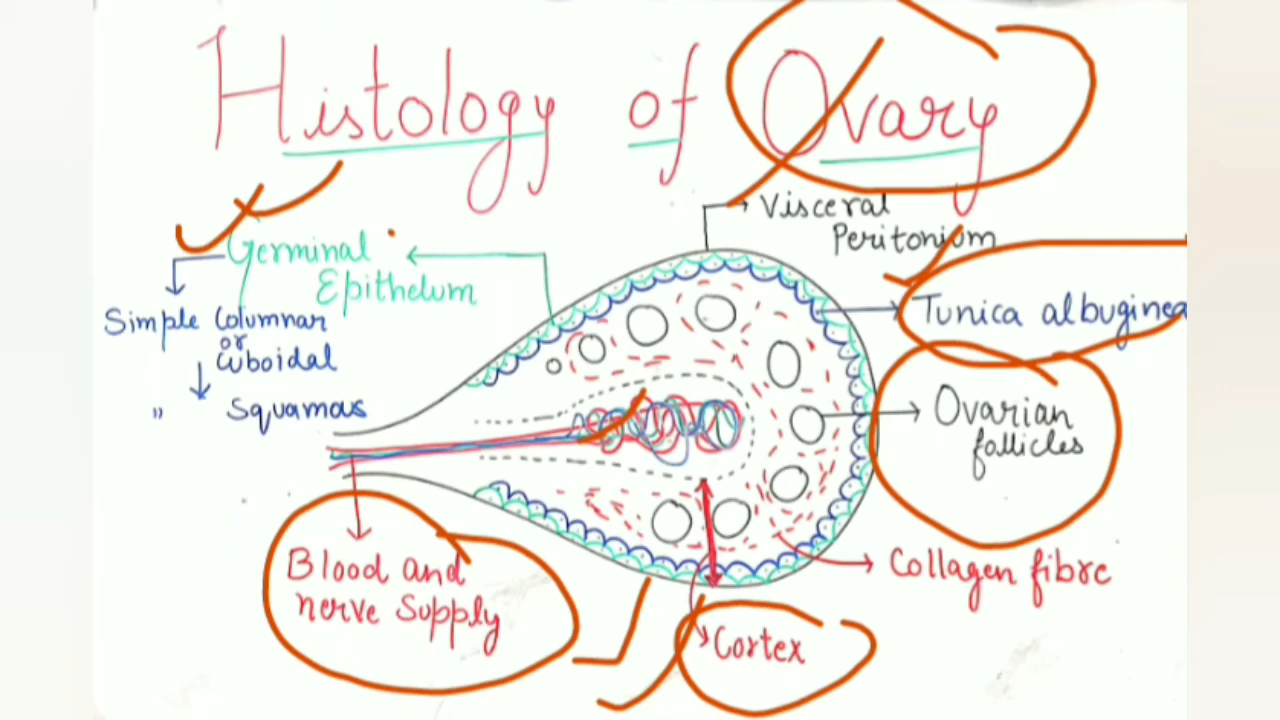 Histology of Ovary
Visceral
Peritonium
Germinal
Epithelum
Simple Columnar
or
Cuboidal
" Squamous
Tunica albuginea
Ovarian
follicles
Blood and
nerve Supply
Collagen fibre
Cortex